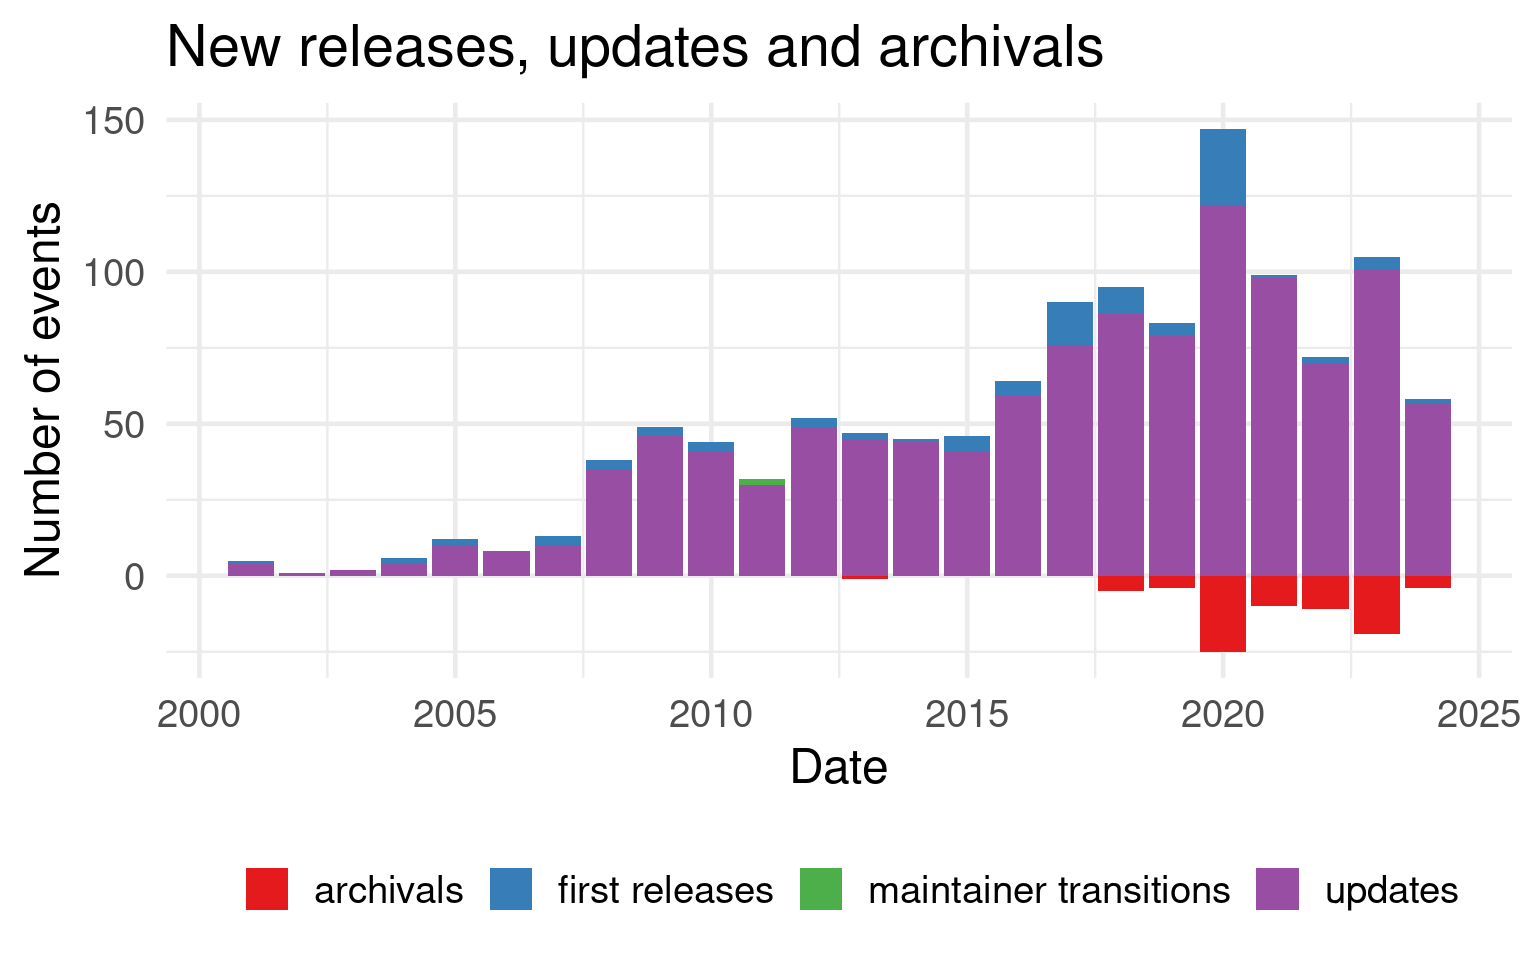 New releases, updates and archivals
Number of events
150
100
50
0
2000 2005 2010 2015 2020 2025
Date
archivals first releases maintainer transitions updates